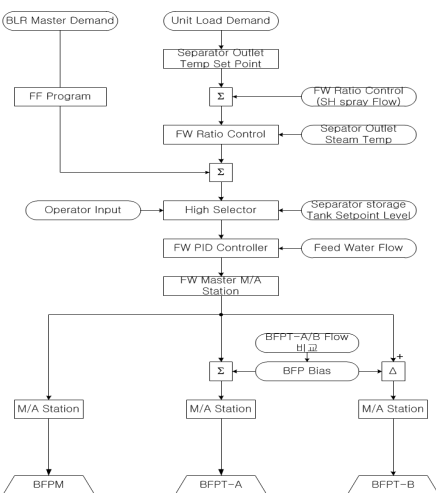 BLR Master Demand
Unit Load Demand
Separator Outlet
Temp Set Point
FF Program
Σ
FW Ratio Control
(SH spray Flow)
FW Ratio Control
Sepator Outlet
Steam Temp
Σ
Operator Input
High Selector
Separator storage
Tank Setpoint Level
FW PID Controller
Feed Water Flow
FW Master M/A
Station
BFPT-A/B Flow
비교
Σ
BFP Bias
+
Δ
M/A Station
M/A Station
M/A Station
BFPM
BFPT-A
BFPT-B